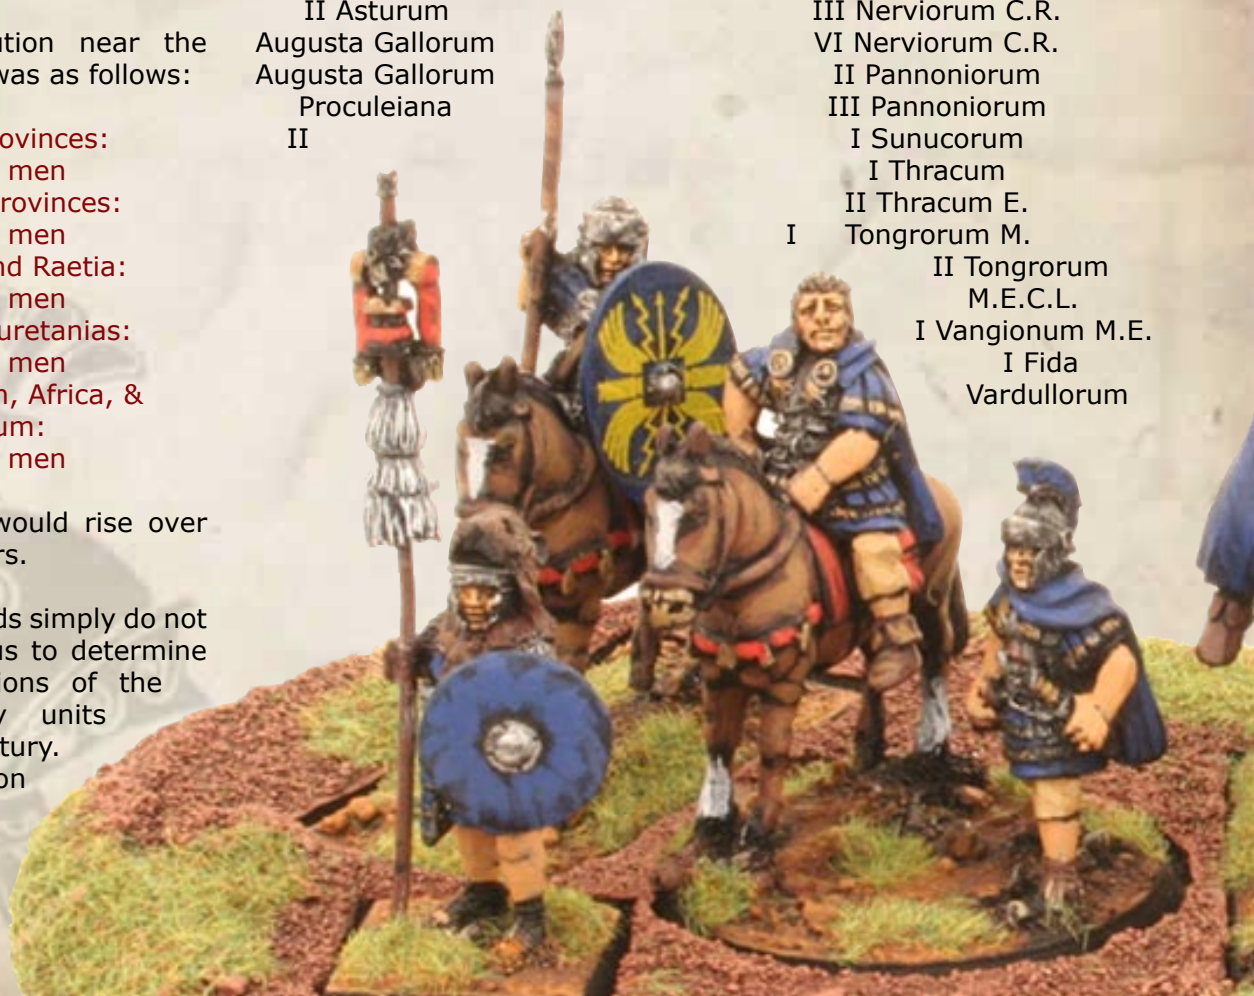 ution near the
was as follows:
ovinces:
men
rovinces:
men
nd Raetia:
men
uretanias:
men
n, Africa, &
um:
men
would rise over
rs.
ds simply do not
us to determine
ions of the
y units
tury.
on
II Asturum
Augusta Gallorum
Augusta Gallorum
Proculeiana
II
III Nerviorum C.R.
VI Nerviorum C.R.
II Pannoniorum
III Pannoniorum
I Sunucorum
I Thracum
II Thracum E.
I Tongrorum M.
II Tongrorum
M.E.C.L.
I Vangionum M.E.
I Fida
Vardullorum